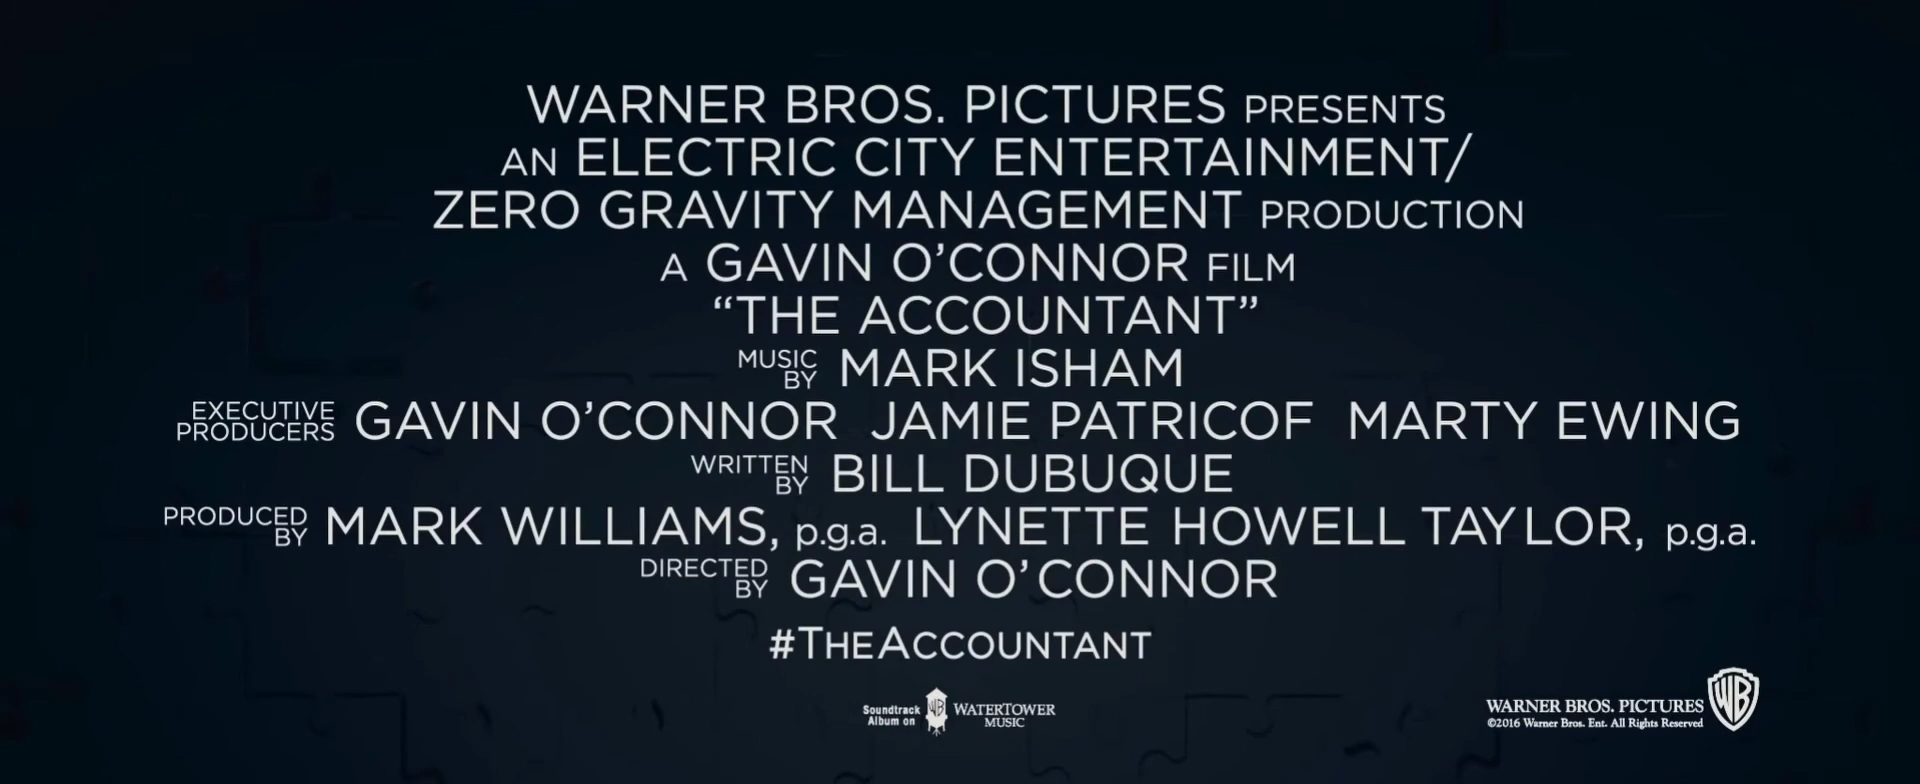 WARNER BROS. PICTURES PRESENTS
AN ELECTRIC CITY ENTERTAINMENT/
ZERO GRAVITY MANAGEMENT PRODUCTION
A GAVIN O'CONNOR FILM
“THE ACCOUNTANT”
MUSIC BY MARK ISHAM
EXECUTIVE PRODUCERS GAVIN O'CONNOR JAMIE PATRICOF MARTY EWING
WRITTEN BY BILL DUBUQUE
PRODUCED BY MARK WILLIAMS, p.g.a. LYNETTE HOWELL TAYLOR, p.g.a.
DIRECTED BY GAVIN O'CONNOR
#THEACCOUNTANT
Soundtrack Album on WB WATERTOWER MUSIC
WARNER BROS. PICTURES WB
©2016 Warner Bros. Ent. All Rights Reserved